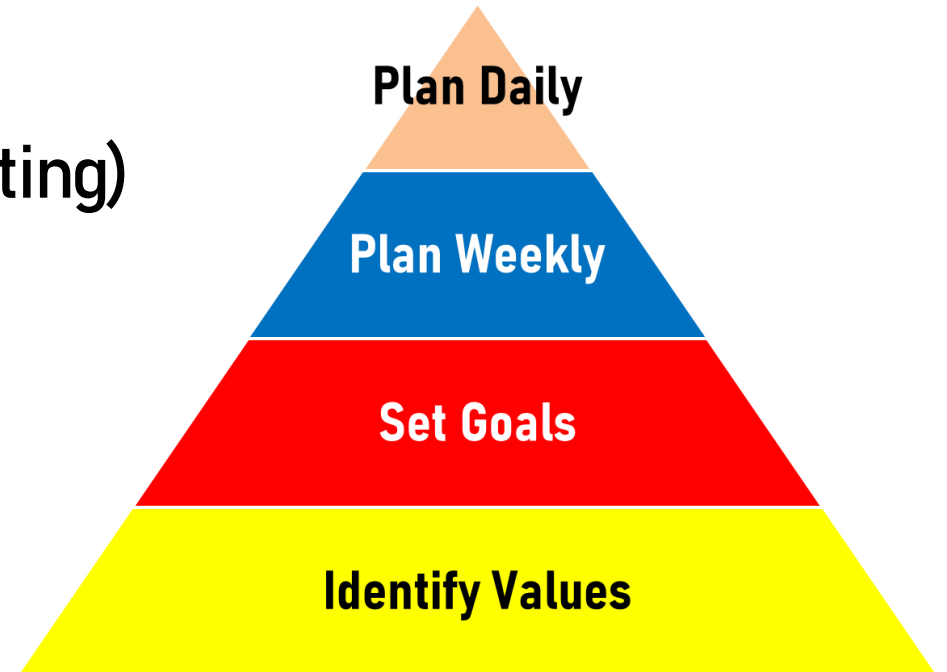 Plan Daily
ting)
Plan Weekly
Set Goals
Identify Values